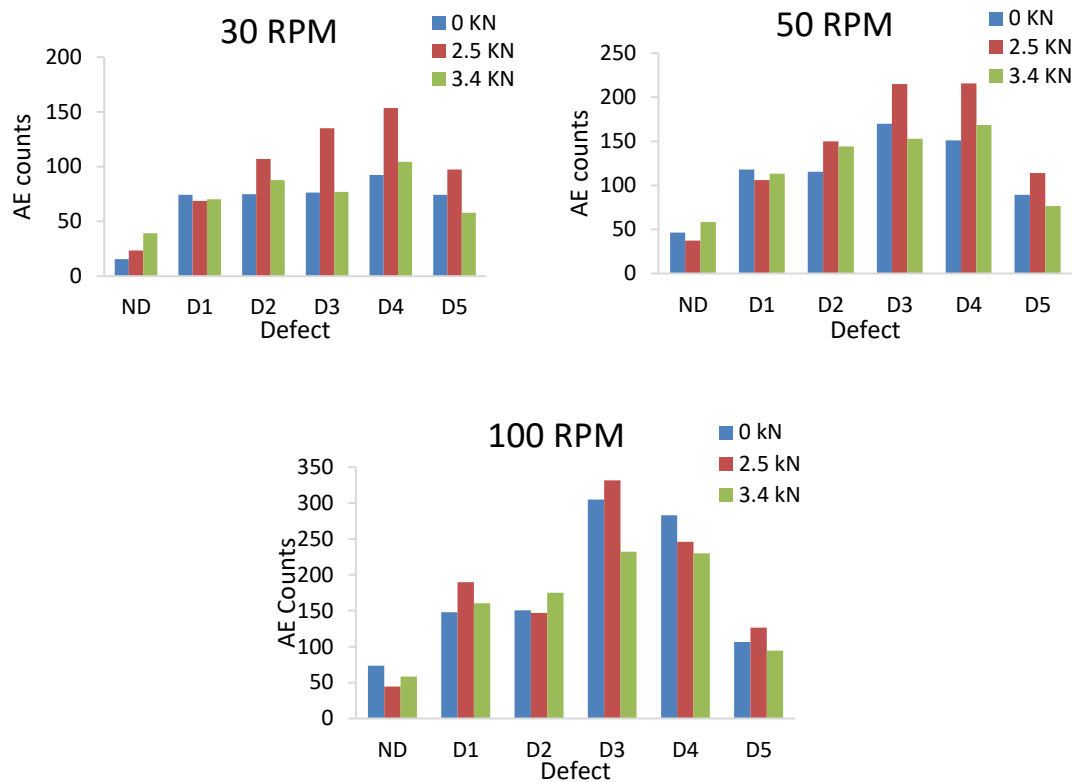 30 RPM
0 KN
2.5 KN
3.4 KN
200
150
100
50
0
AE counts
ND D1 D2 D3 D4 D5
Defect
50 RPM
0 KN
2.5 KN
3.4 KN
250
200
150
100
50
0
AE counts
ND D1 D2 D3 D4 D5
Defect
100 RPM
0 kN
2.5 kN
3.4 kN
350
300
250
200
150
100
50
0
AE Counts
ND D1 D2 D3 D4 D5
Defect